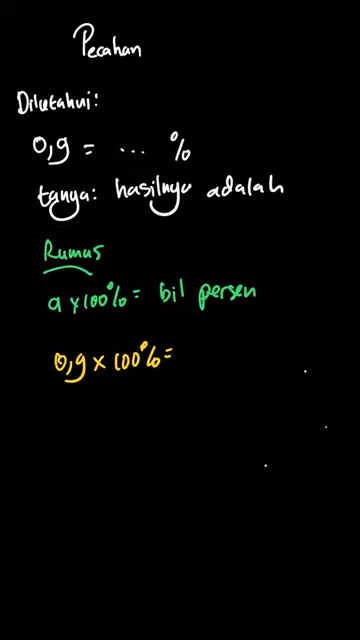 Pecahan
Diketahui:
0,9 = ... %
tanya: hasilnya adalah
Rumus
a x 100% = bil persen
0,9 x 100% =